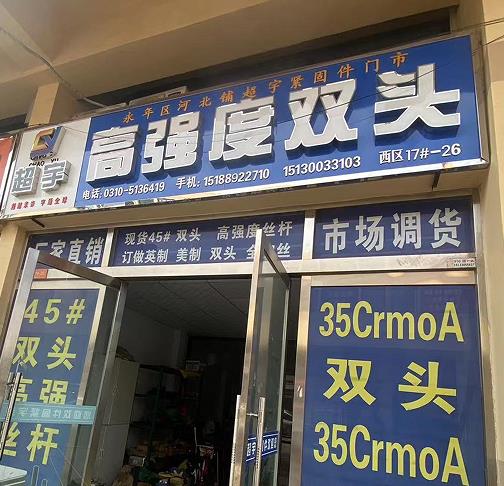 永年区河北铺超宇紧固件门市
高强度双头
超宇
电话:0310-5136419 手机:15188922710 15130033103 西区17#-26
厂家直销
现货45#双头 高强度丝杆
订做英制 美制 双头 全
丝
市场调货
45#
双头
高强
丝杆
35CrmoA
双头
35CrmoA